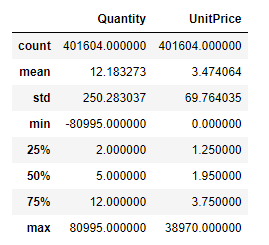 Quantity UnitPrice
count 401604.000000 401604.000000
mean 12.183273 3.474064
std 250.283037 69.764035
min -80995.000000 0.000000
25% 2.000000 1.250000
50% 5.000000 1.950000
75% 12.000000 3.750000
max 80995.000000 38970.000000